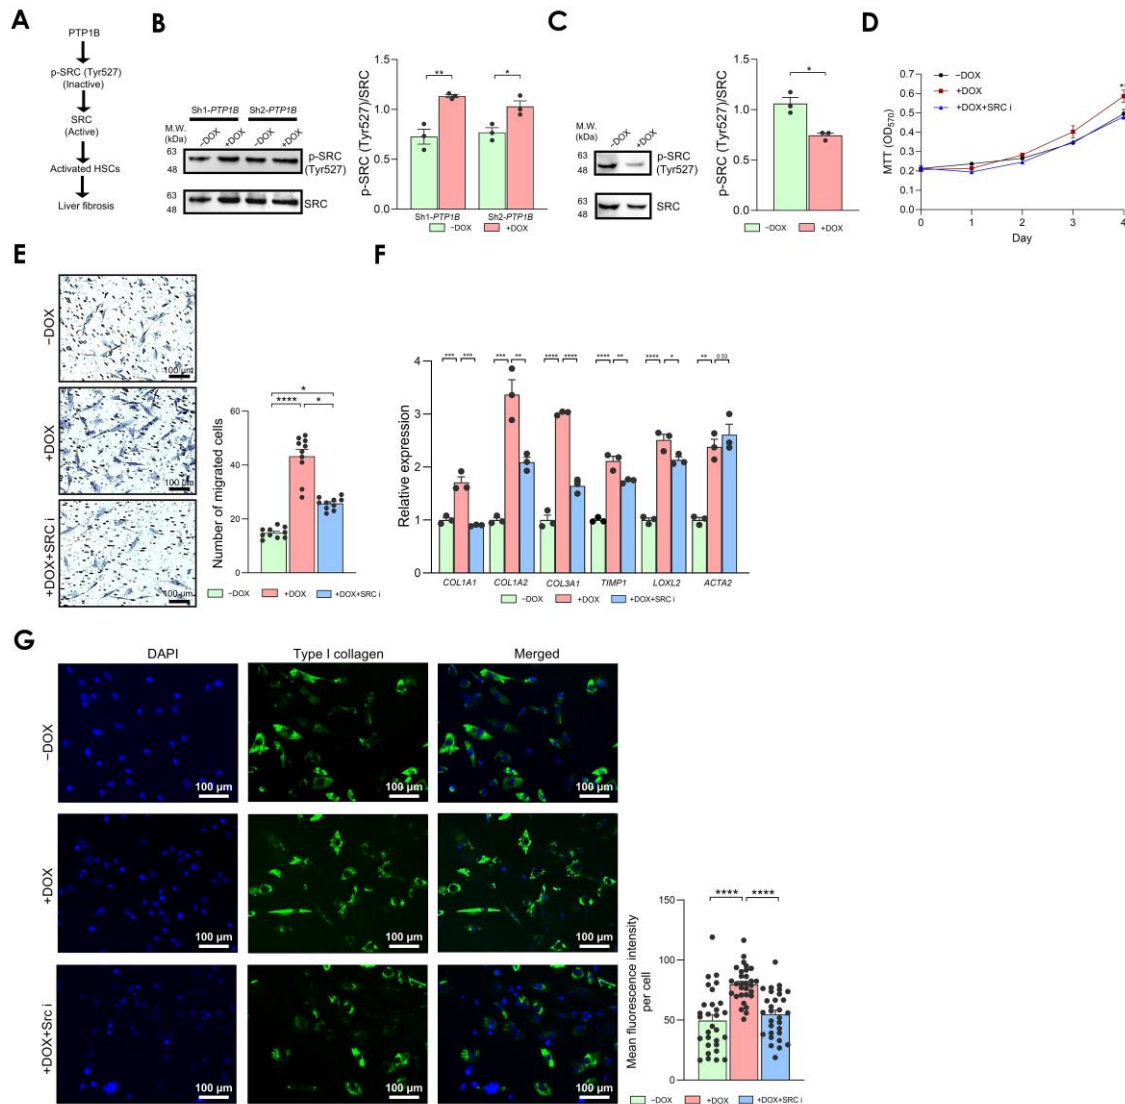 A
PTP1B
p-SRC (Tyr527)
(Inactive)
SRC
(Active)
Activated HSCs
Liver fibrosis
B
Sh1-PTP1B Sh2-PTP1B
M.W.
(kDa)
−DOX +DOX −DOX +DOX
63
48
p-SRC
(Tyr527)
63
48
SRC
p-SRC (Tyr527)/SRC
1.5
1.0
0.5
0.0
** *
Sh1-PTP1B Sh2-PTP1B
−DOX +DOX
C
M.W.
(kDa)
−DOX +DOX
63
48
p-SRC
(Tyr527)
63
48
SRC
p-SRC (Tyr527)/SRC
1.5
1.0
0.5
0.0
*
−DOX +DOX
D
MTT (OD570)
0.7
0.6
0.5
0.4
0.3
0.2
0.1
0.0
−DOX
+DOX
+DOX+SRC i
0 1 2 3 4
Day
E
−DOX
100 µm
+DOX
100 µm
+DOX+SRC i
100 µm
Number of migrated cells
60
40
20
0
*
**** *
−DOX +DOX +DOX+SRC i
F
Relative expression
4
3
2
1
0
*** *** *** ** **** **** **** ** **** * ** 0.53
COL1A1 COL1A2 COL3A1 TIMP1 LOXL2 ACTA2
−DOX +DOX +DOX+SRC i
G
DAPI Type I collagen Merged
−DOX
100 µm 100 µm 100 µm
+DOX
100 µm 100 µm 100 µm
+DOX+Src i
100 µm 100 µm 100 µm
Mean fluorescence intensity
per cell
150
100
50
0
**** ****
−DOX +DOX +DOX+SRC i